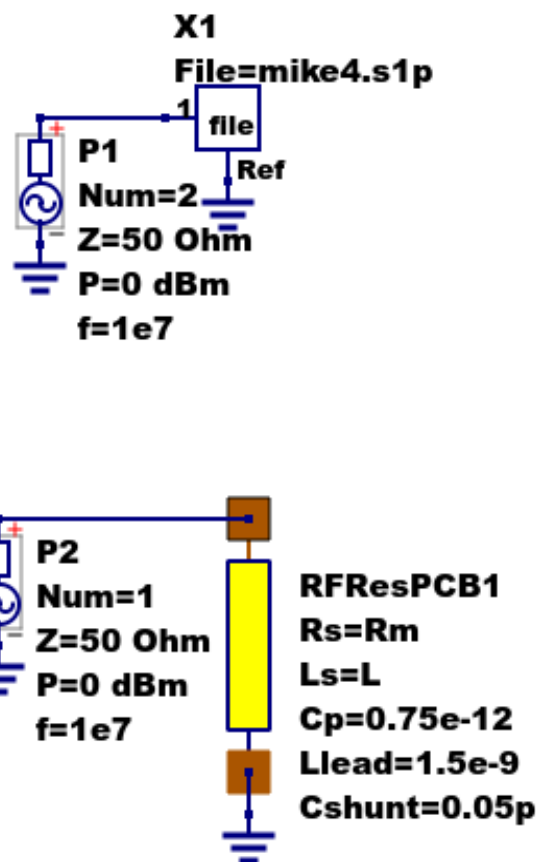 X1
File=mike4.s1p
1
file
Ref
P1
Num=2
Z=50 Ohm
P=0 dBm
f=1e7
P2
Num=1
Z=50 Ohm
P=0 dBm
f=1e7
RFResPCB1
Rs=Rm
Ls=L
Cp=0.75e-12
Llead=1.5e-9
Cshunt=0.05p